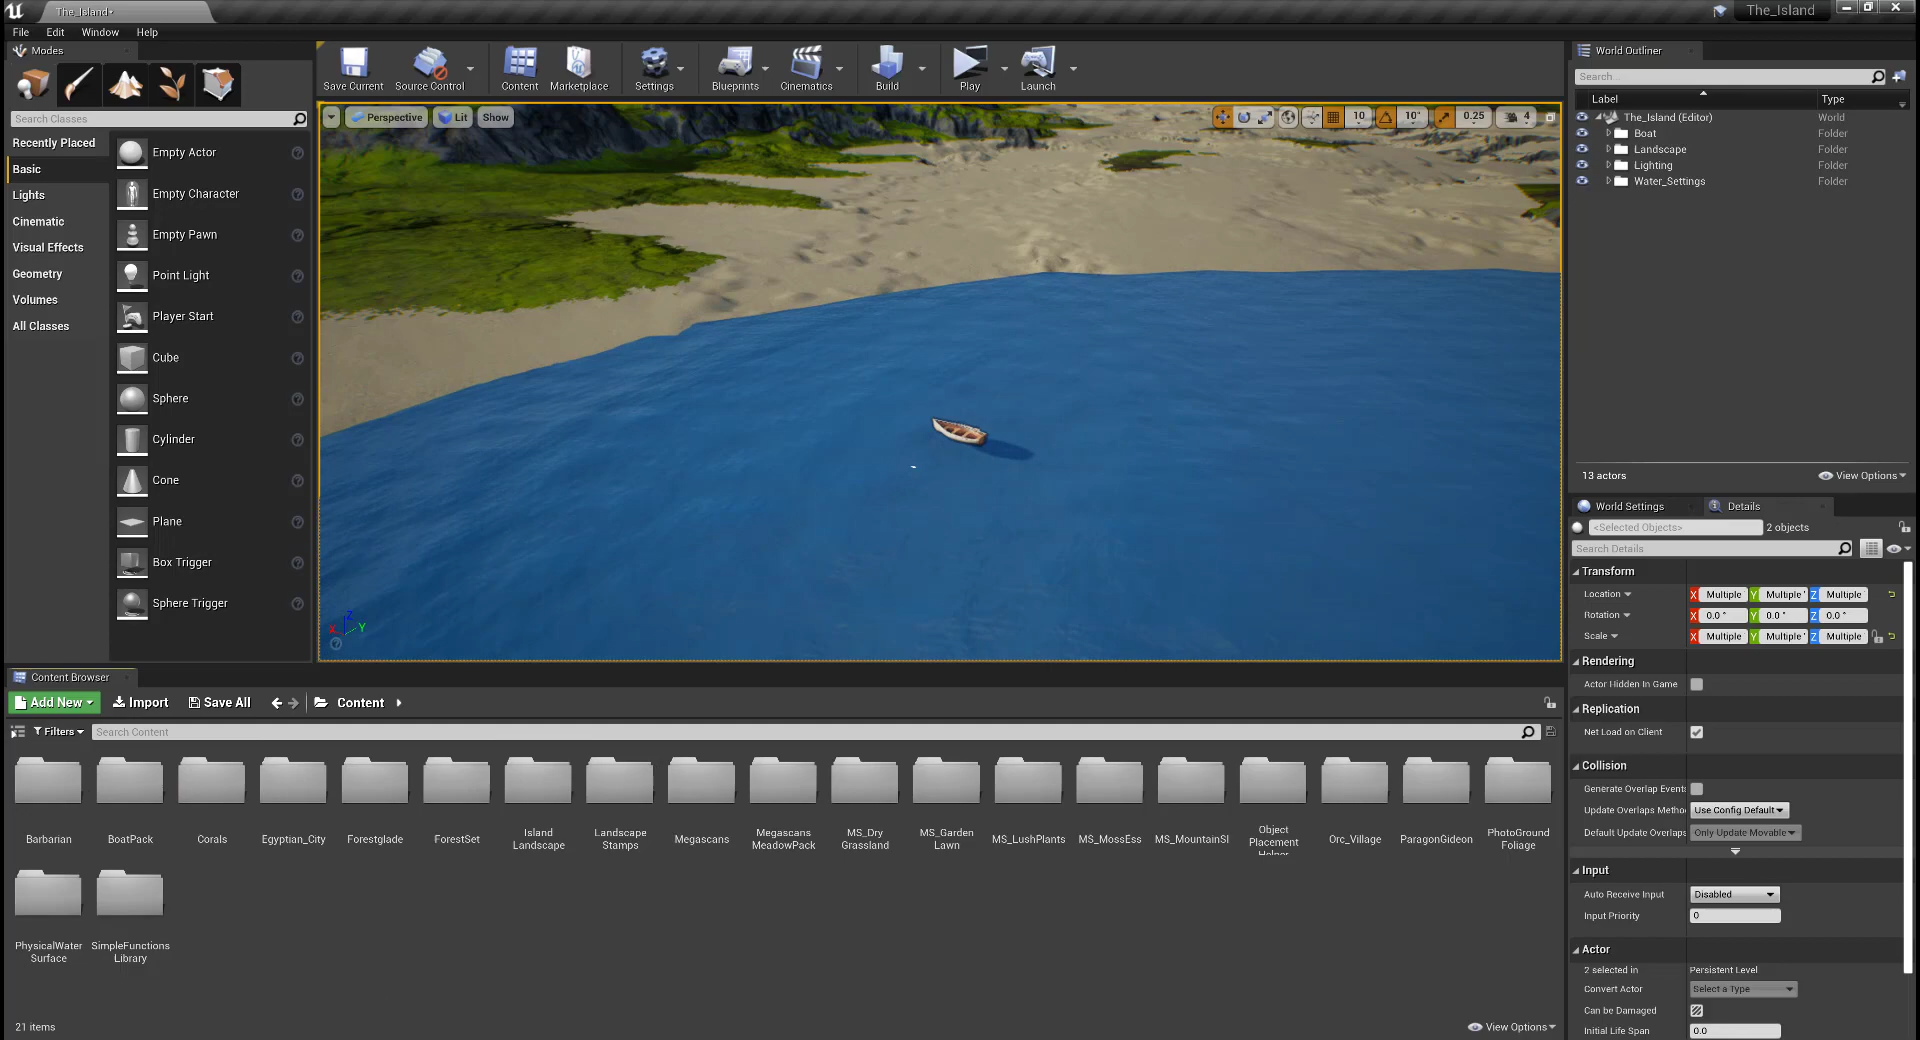 The_Island•
The_Island
File Edit Window Help
Modes
Search Classes
Recently Placed
Basic
Lights
Cinematic
Visual Effects
Geometry
Volumes
All Classes
Empty Actor
Empty Character
Empty Pawn
Point Light
Player Start
Cube
Sphere
Cylinder
Cone
Plane
Box Trigger
Sphere Trigger
Save Current Source Control Content Marketplace Settings Blueprints Cinematics Build Play Launch
Perspective Lit Show
10 10° 0.25 4
X Z Y
World Outliner
Search...
Label Type
The_Island (Editor) World
Boat Folder
Landscape Folder
Lighting Folder
Water_Settings Folder
13 actors View Options
World Settings Details
<Selected Objects> 2 objects
Search Details
Transform
Location X Multiple Y Multiple Z Multiple
Rotation X 0.0 ° Y 0.0 ° Z 0.0 °
Scale X Multiple Y Multiple Z Multiple
Rendering
Actor Hidden In Game
Replication
Net Load on Client
Collision
Generate Overlap Events
Update Overlaps Metho Use Config Default
Default Update Overlaps Only Update Movable
Input
Auto Receive Input Disabled
Input Priority 0
Actor
2 selected in Persistent Level
Convert Actor Select a Type
Can be Damaged
Initial Life Span 0.0
Content Browser
Add New Import Save All Content
Filters Search Content
Barbarian
BoatPack
Corals
Egyptian_City
Forestglade
ForestSet
Island
Landscape
Landscape
Stamps
Megascans
Megascans
MeadowPack
MS_Dry
Grassland
MS_Garden
Lawn
MS_LushPlants
MS_MossEss
MS_MountainSl
Object
Placement
Helper
Orc_Village
ParagonGideon
PhotoGround
Foliage
PhysicalWater
Surface
SimpleFunctions
Library
21 items View Options